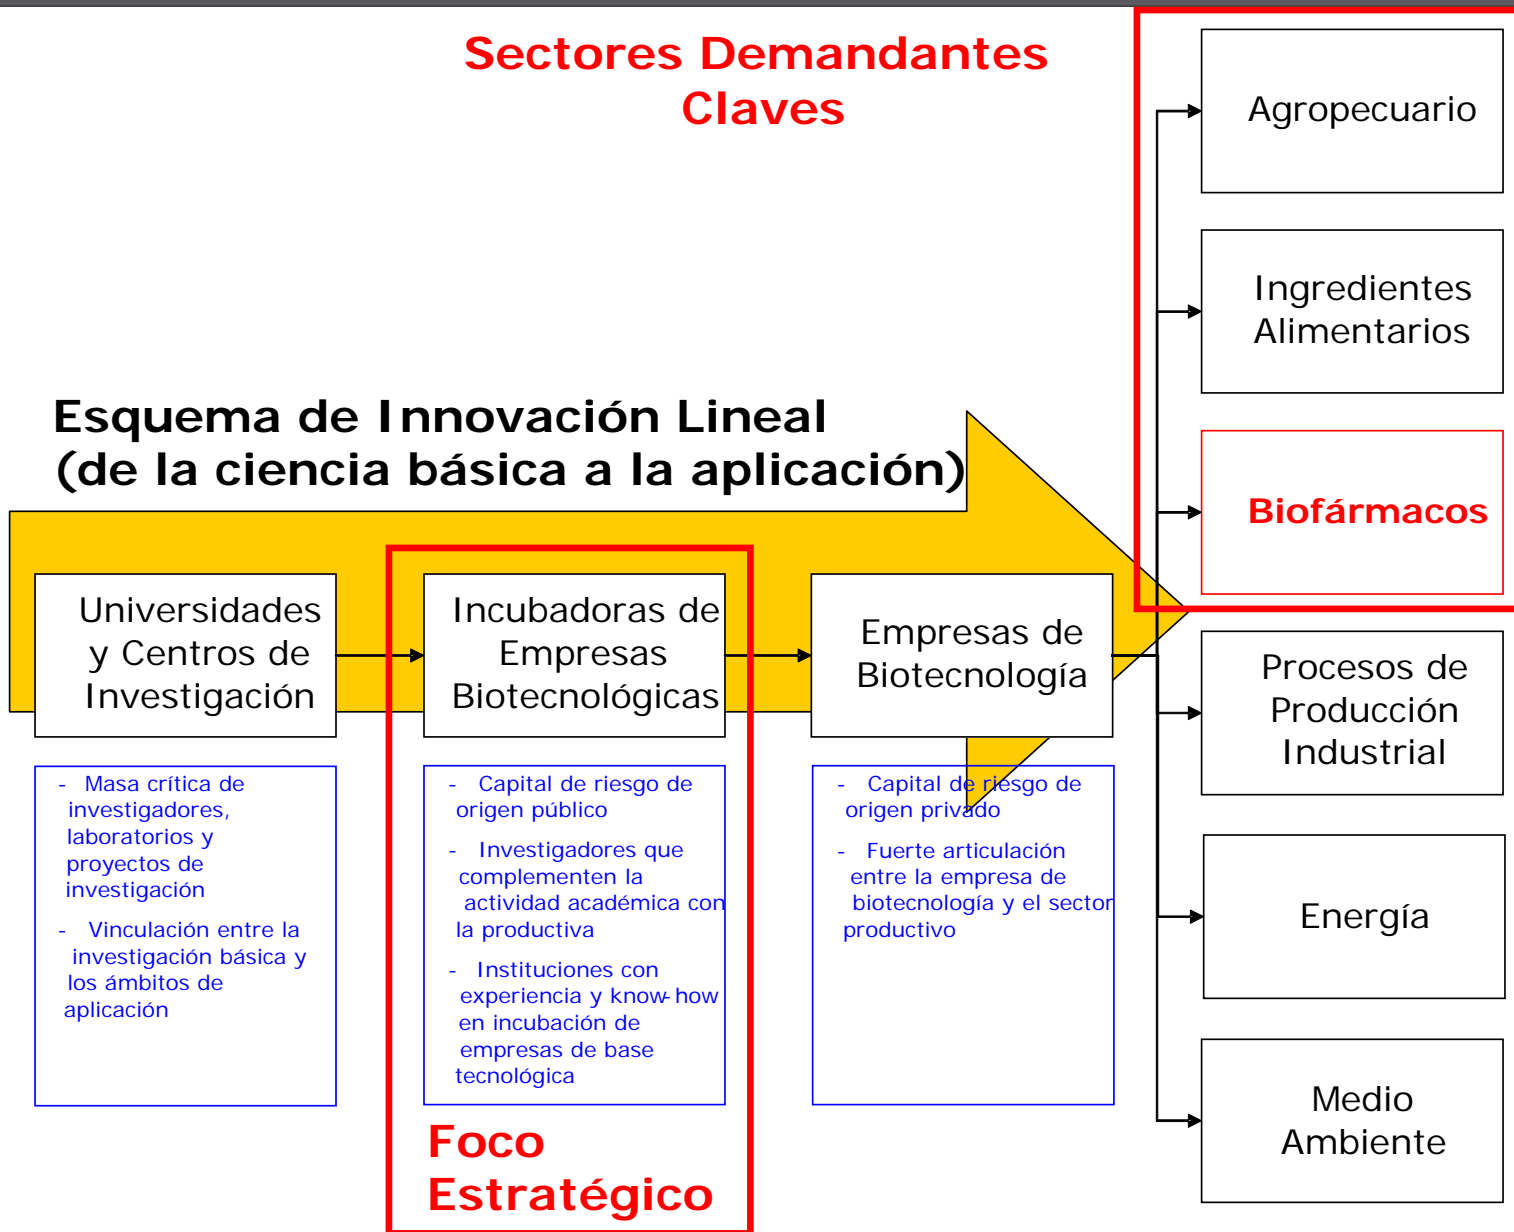 Sectores Demandantes
Claves
Agropecuario
Ingredientes
Alimentarios
Biofármacos
Procesos de
Producción
Industrial
Energía
Medio
Ambiente
Esquema de Innovación Lineal
(de la ciencia básica a la aplicación)
Universidades
y Centros de
Investigación
- Masa crítica de
investigadores,
laboratorios y
proyectos de
investigación
- Vinculación entre la
investigación básica y
los ámbitos de
aplicación
Incubadoras de
Empresas
Biotecnológicas
- Capital de riesgo de
origen público
- Investigadores que
complementen la
actividad académica con
la productiva
- Instituciones con
experiencia y know-how
en incubación de
empresas de base
tecnológica
Foco
Estratégico
Empresas de
Biotecnología
- Capital de riesgo de
origen privado
- Fuerte articulación
entre la empresa de
biotecnología y el sector
productivo